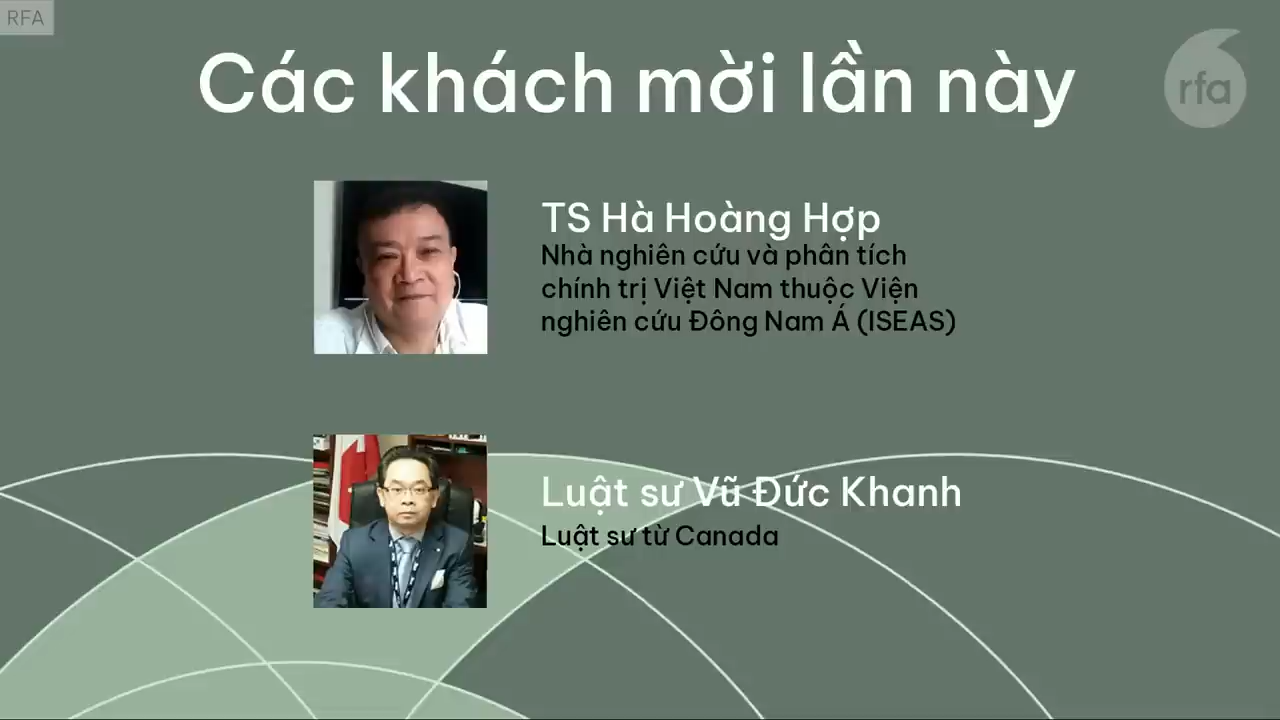 RFA
Các khách mời lần này
rfa
TS Hà Hoàng Hợp
Nhà nghiên cứu và phân tích
chính trị Việt Nam thuộc Viện
nghiên cứu Đông Nam Á (ISEAS)
Luật sư Vũ Đức Khanh
Luật sư từ Canada